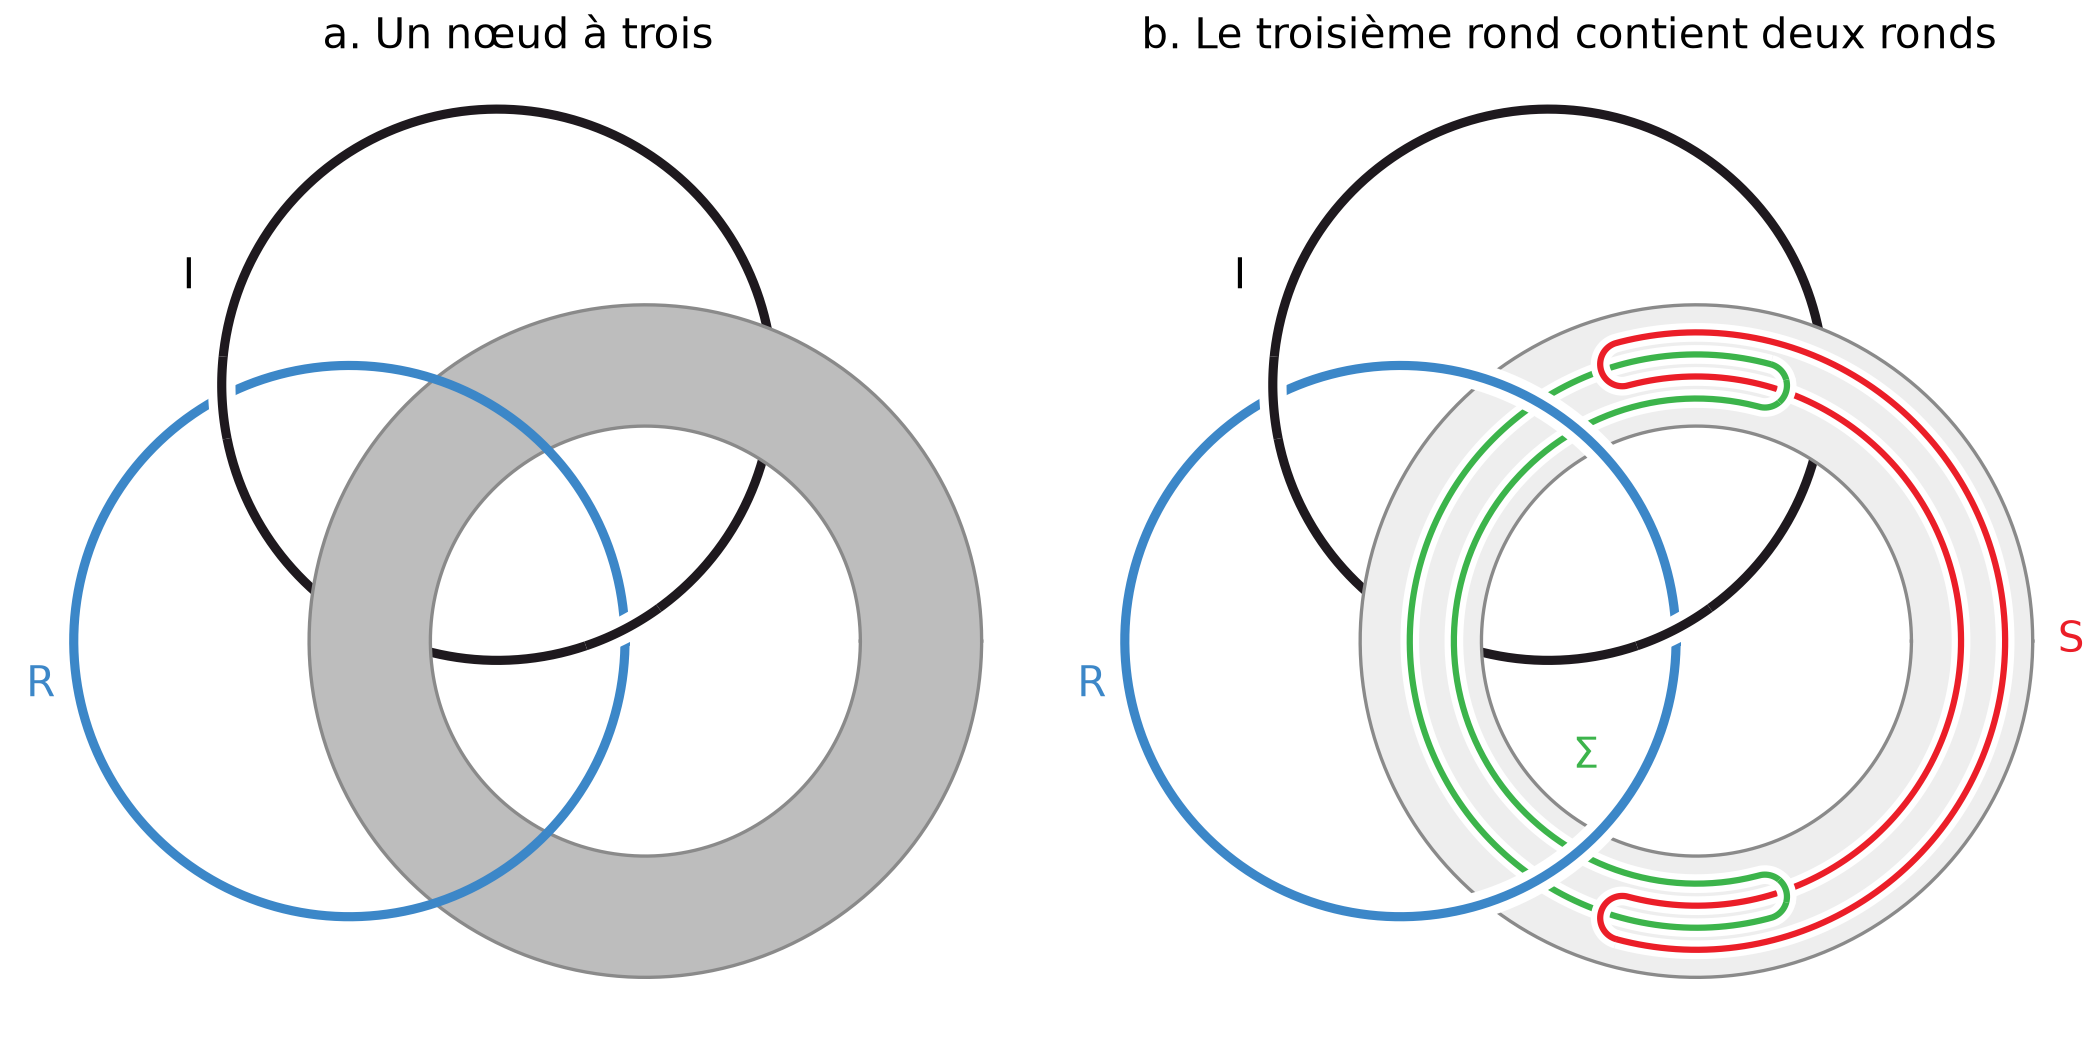 a. Un nœud à trois
b. Le troisième rond contient deux ronds
I
I
S
R
R
Σ